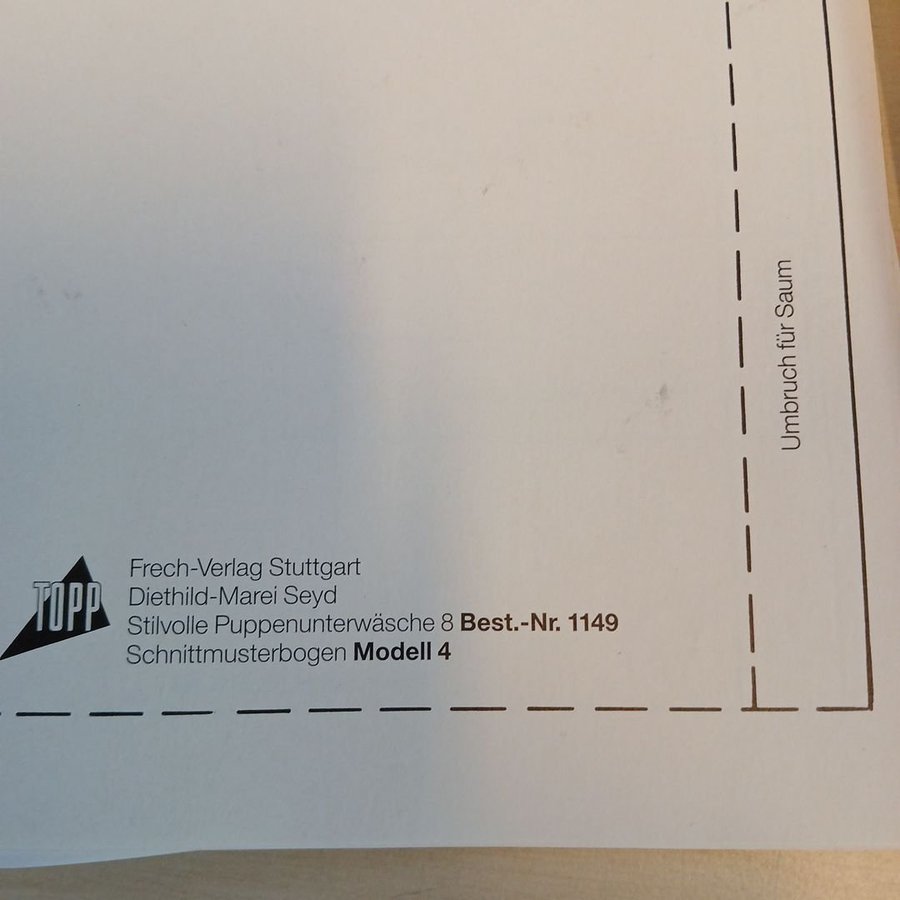 Umbruch für Saum
TOPP
Frech-Verlag Stuttgart
Diethild-Marei Seyd
Stilvolle Puppenunterwäsche 8 Best.-Nr. 1149
Schnittmusterbogen Modell 4